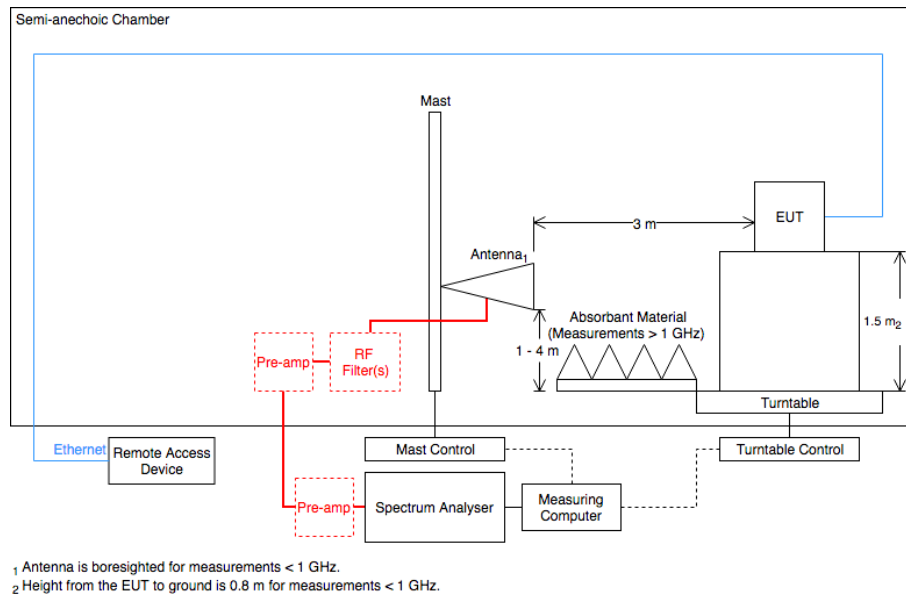 Semi-anechoic Chamber
Mast
EUT
3 m
Antenna1
Absorbant Material
(Measurements > 1 GHz)
1.5 m2
1 - 4 m
Pre-amp
RF
Filter(s)
Turntable
Ethernet
Remote Access
Device
Mast Control
Turntable Control
Pre-amp
Spectrum Analyser
Measuring
Computer
1 Antenna is boresighted for measurements < 1 GHz.
2 Height from the EUT to ground is 0.8 m for measurements < 1 GHz.